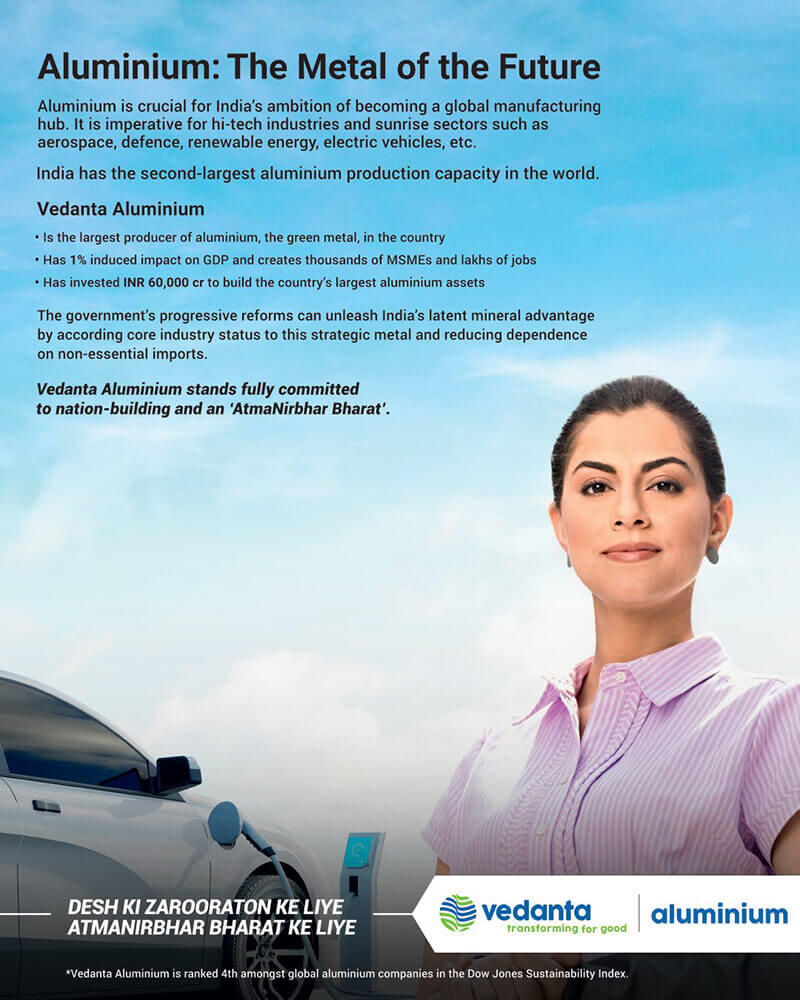 Aluminium: The Metal of the Future
Aluminium is crucial for India's ambition of becoming a global manufacturing
hub. It is imperative for hi-tech industries and sunrise sectors such as
aerospace, defence, renewable energy, electric vehicles, etc.
India has the second-largest aluminium production capacity in the world.
Vedanta Aluminium
• Is the largest producer of aluminium, the green metal, in the country
• Has 1% induced impact on GDP and creates thousands of MSMEs and lakhs of jobs
• Has invested INR 60,000 cr to build the country's largest aluminium assets
The government's progressive reforms can unleash India's latent mineral advantage
by according core industry status to this strategic metal and reducing dependence
on non-essential imports.
Vedanta Aluminium stands fully committed
to nation-building and an 'AtmaNirbhar Bharat'.
DESH KI ZAROORATON KE LIYE
ATMANIRBHAR BHARAT KE LIYE
vedanta
transforming for good
aluminium
*Vedanta Aluminium is ranked 4th amongst global aluminium companies in the Dow Jones Sustainability Index.